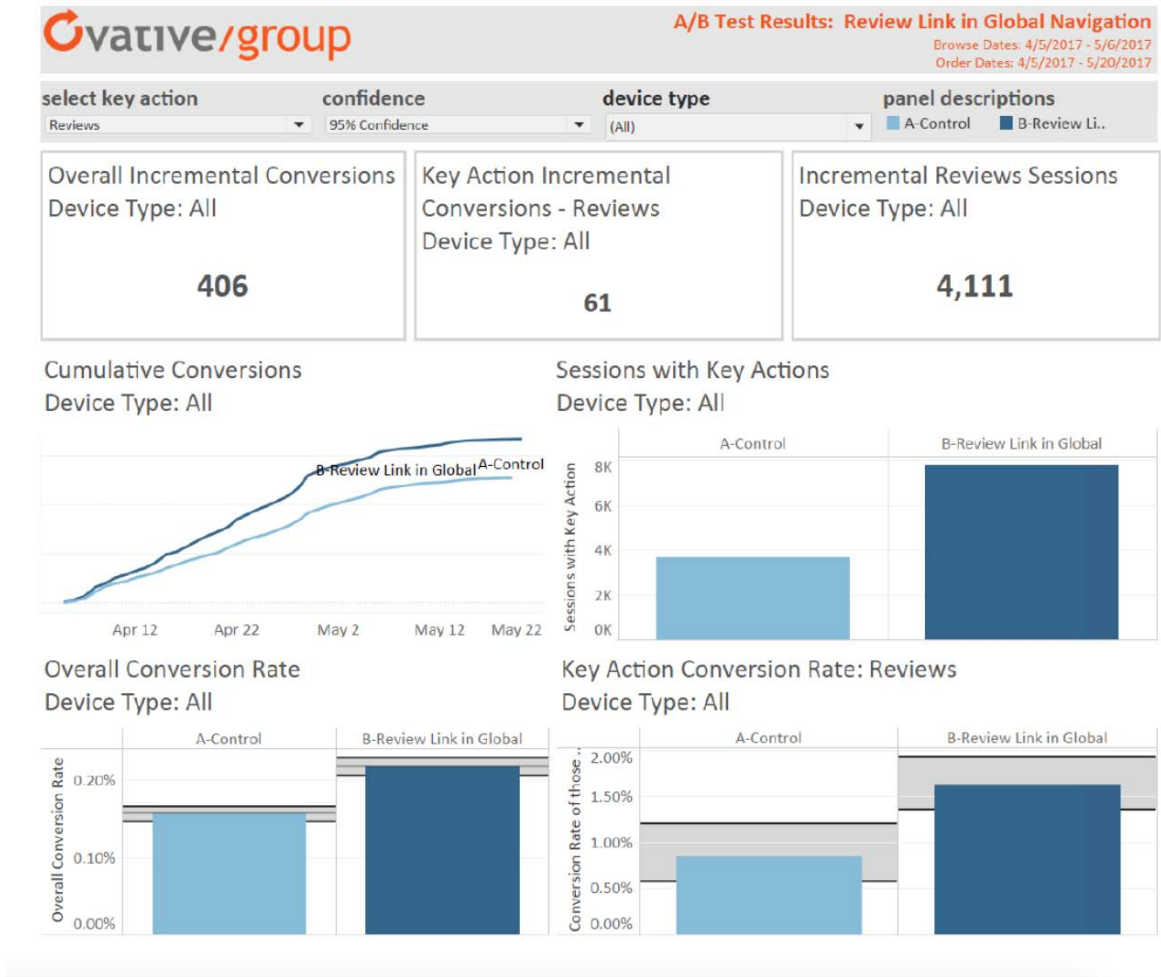 Ovative/group
A/B Test Results: Review Link in Global Navigation
Browse Dates: 4/5/2017 - 5/6/2017
Order Dates: 4/5/2017 - 5/20/2017
select key action
confidence
device type
panel descriptions
Reviews
95% Confidence
(All)
A-Control
B-Review Li..
Overall Incremental Conversions
Device Type: All
406
Key Action Incremental
Conversions - Reviews
Device Type: All
61
Incremental Reviews Sessions
Device Type: All
4,111
Cumulative Conversions
Device Type: All
B-Review Link in Global
A-Control
Apr 12
Apr 22
May 2
May 12
May 22
Sessions with Key Actions
Device Type: All
A-Control
B-Review Link in Global
Sessions with Key Action
8K
6K
4K
2K
0K
Overall Conversion Rate
Device Type: All
A-Control
B-Review Link in Global
Overall Conversion Rate
0.20%
0.10%
0.00%
Key Action Conversion Rate: Reviews
Device Type: All
A-Control
B-Review Link in Global
Conversion Rate of those ..
2.00%
1.50%
1.00%
0.50%
0.00%